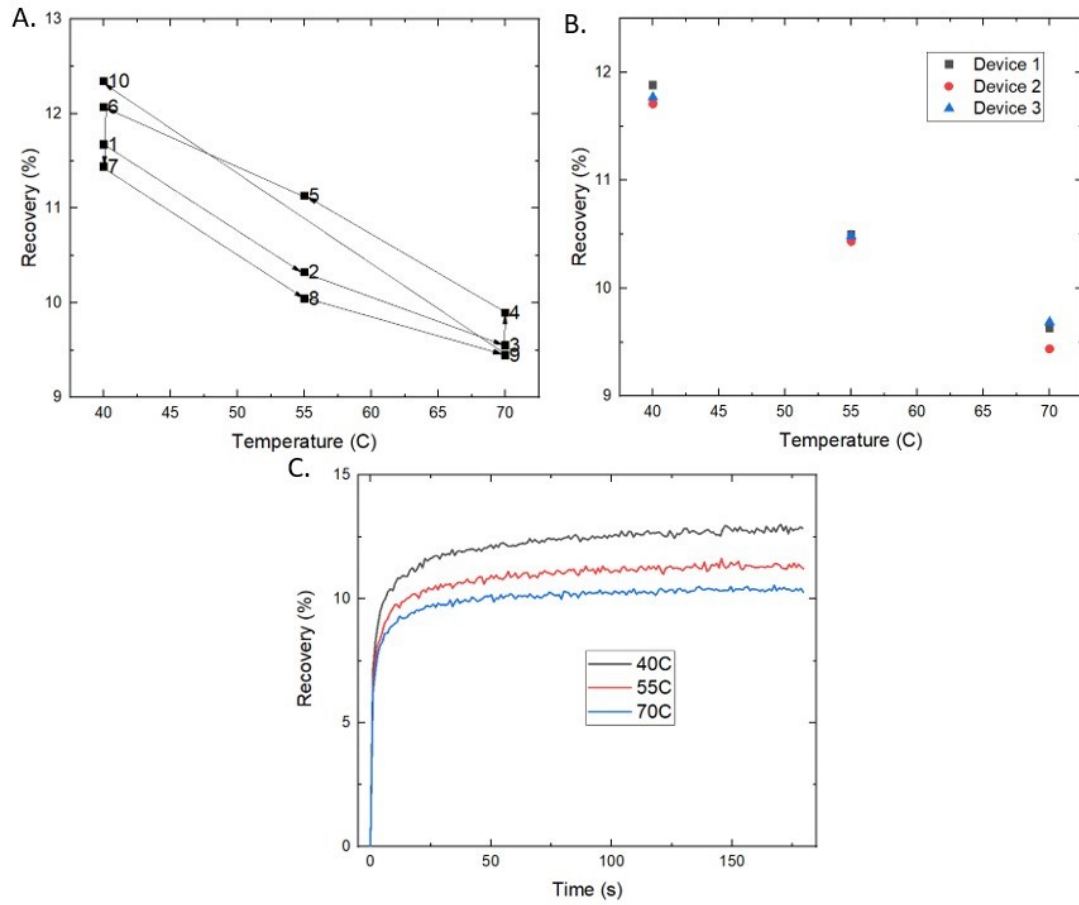 A.
13
12
11
10
9
Recovery (%)
10
6
1
7
5
2
8
4
3
9
40 45 50 55 60 65 70
Temperature (C)
B.
12
11
10
9
Recovery (%)
Device 1
Device 2
Device 3
40 45 50 55 60 65 70
Temperature (C)
C.
15
10
5
0
Recovery (%)
40C
55C
70C
0 50 100 150
Time (s)